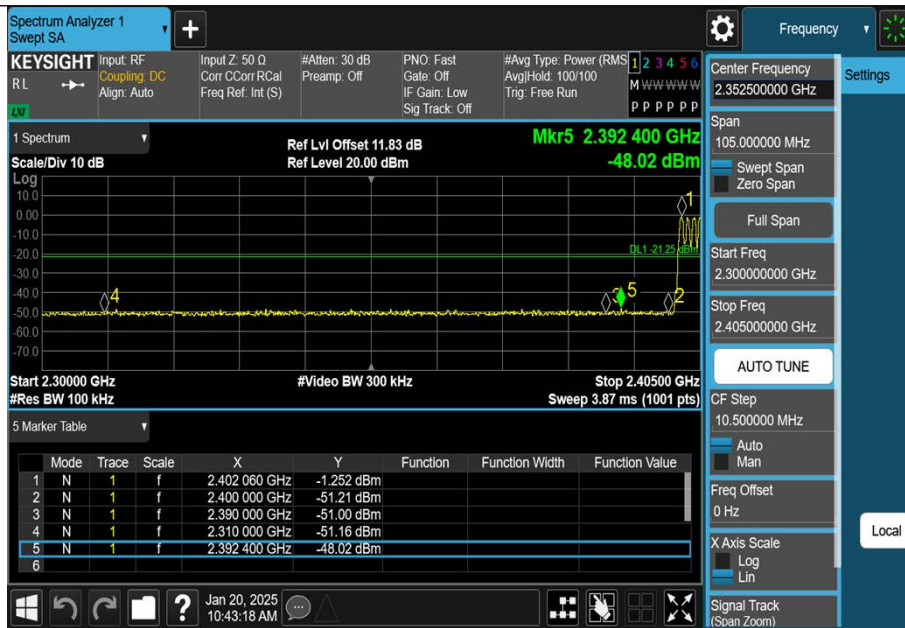 Spectrum Analyzer 1
Swept SA
Frequency
KEYSIGHT
RL
LXI
Input: RF
Coupling: DC
Align: Auto
Input Z: 50 Ω
Corr CCorr RCal
Freq Ref: Int (S)
#Atten: 30 dB
Preamp: Off
PNO: Fast
Gate: Off
IF Gain: Low
Sig Track: Off
#Avg Type: Power (RMS
Avg|Hold: 100/100
Trig: Free Run
1 2 3 4 5 6
M W W W W W
P P P P P P
Settings
1 Spectrum
Scale/Div 10 dB
Ref Lvl Offset 11.83 dB
Ref Level 20.00 dBm
Mkr5 2.392 400 GHz
-48.02 dBm
Log
10.0
0.00
-10.0
-20.0
-30.0
-40.0
-50.0
-60.0
-70.0
1
DL1 -21.25 dBm
4
3
5
2
Start 2.30000 GHz
#Video BW 300 kHz
Stop 2.40500 GHz
#Res BW 100 kHz
Sweep 3.87 ms (1001 pts)
5 Marker Table
Mode Trace Scale X Y Function Function Width Function Value
1 N 1 f 2.402 060 GHz -1.252 dBm
2 N 1 f 2.400 000 GHz -51.21 dBm
3 N 1 f 2.390 000 GHz -51.00 dBm
4 N 1 f 2.310 000 GHz -51.16 dBm
5 N 1 f 2.392 400 GHz -48.02 dBm
6
Center Frequency
2.352500000 GHz
Span
105.000000 MHz
Swept Span
Zero Span
Full Span
Start Freq
2.300000000 GHz
Stop Freq
2.405000000 GHz
AUTO TUNE
CF Step
10.500000 MHz
Auto
Man
Freq Offset
0 Hz
X Axis Scale
Log
Lin
Signal Track
(Span Zoom)
Local
?
Jan 20, 2025
10:43:18 AM